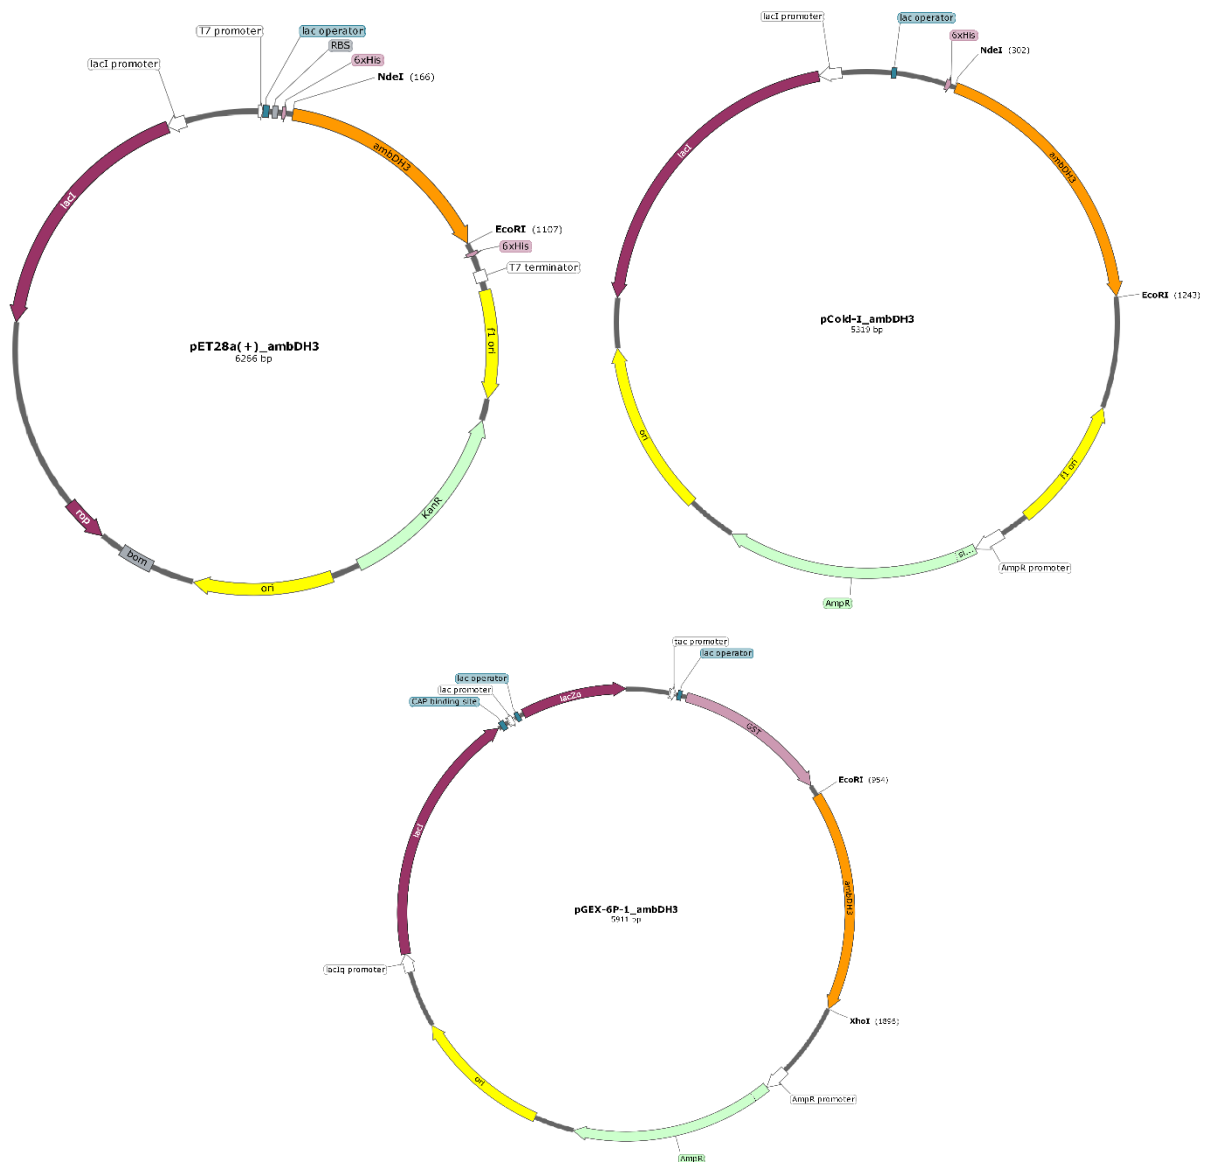 T7 promoter
lac operator
RBS
6xHis
NdeI (166)
lacI promoter
lacI
ambDH3
EcoRI (1107)
6xHis
T7 terminator
f1 ori
pET28a(+)_ambDH3
6266 bp
KanR
rop
bom
ori
lacI promoter
lac operator
6xHis
NdeI (302)
lacI
ambDH3
EcoRI (1243)
pCold-I_ambDH3
5319 bp
ori
f1 ori
AmpR promoter
AmpR
tac promoter
lac operator
lac operator
lac promoter
CAP binding site
lacZα
GST
EcoRI (954)
lacI
ambDH3
pGEX-6P-1_ambDH3
5911 bp
lacIq promoter
XhoI (1896)
ori
AmpR promoter
AmpR